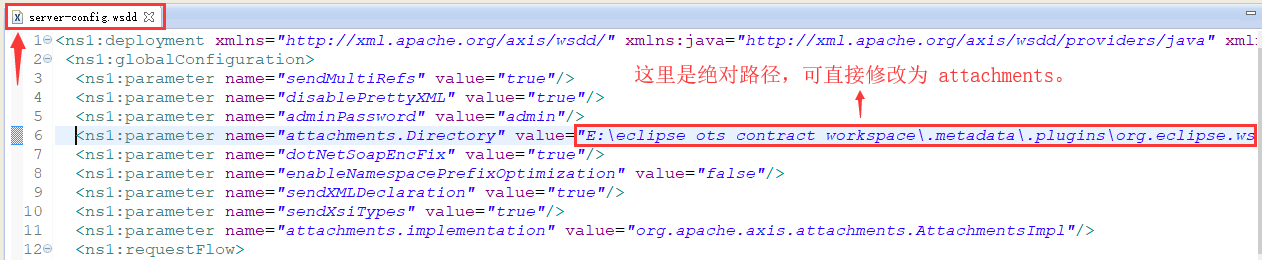 server-config.wsdd
这里是绝对路径，可直接修改为 attachments。
1 <ns1:deployment xmlns="http://xml.apache.org/axis/wsdd/" xmlns:java="http://xml.apache.org/axis/wsdd/providers/java" xml
2 <ns1:globalConfiguration>
3 <ns1:parameter name="sendMultiRefs" value="true"/>
4 <ns1:parameter name="disablePrettyXML" value="true"/>
5 <ns1:parameter name="adminPassword" value="admin"/>
6 <ns1:parameter name="attachments.Directory" value="E:\eclipse ots contract workspace\.metadata\.plugins\org.eclipse.ws
7 <ns1:parameter name="dotNetSoapEncFix" value="true"/>
8 <ns1:parameter name="enableNamespacePrefixOptimization" value="false"/>
9 <ns1:parameter name="sendXMLDeclaration" value="true"/>
10 <ns1:parameter name="sendXsiTypes" value="true"/>
11 <ns1:parameter name="attachments.implementation" value="org.apache.axis.attachments.AttachmentsImpl"/>
12 <ns1:requestFlow>